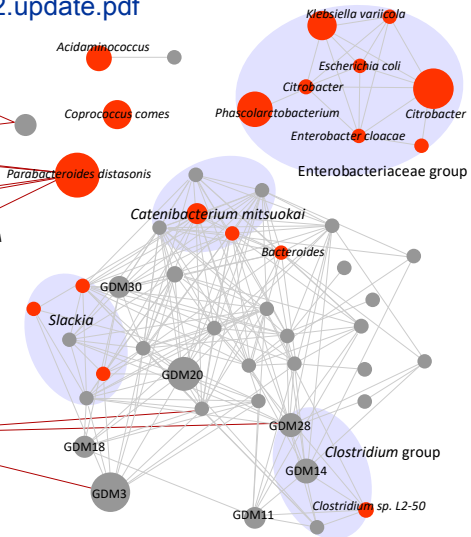 2.update.pdf
Klebsiella variicola
Acidaminococcus
Escherichia coli
Citrobacter
Coprococcus comes
Phascolarctobacterium
Citrobacter
Enterobacter cloacae
Enterobacteriaceae group
Parabacteroides distasonis
Catenibacterium mitsuokai
Bacteroides
GDM30
Slackia
GDM20
GDM28
GDM18
Clostridium group
GDM14
GDM3
Clostridium sp. L2-50
GDM11